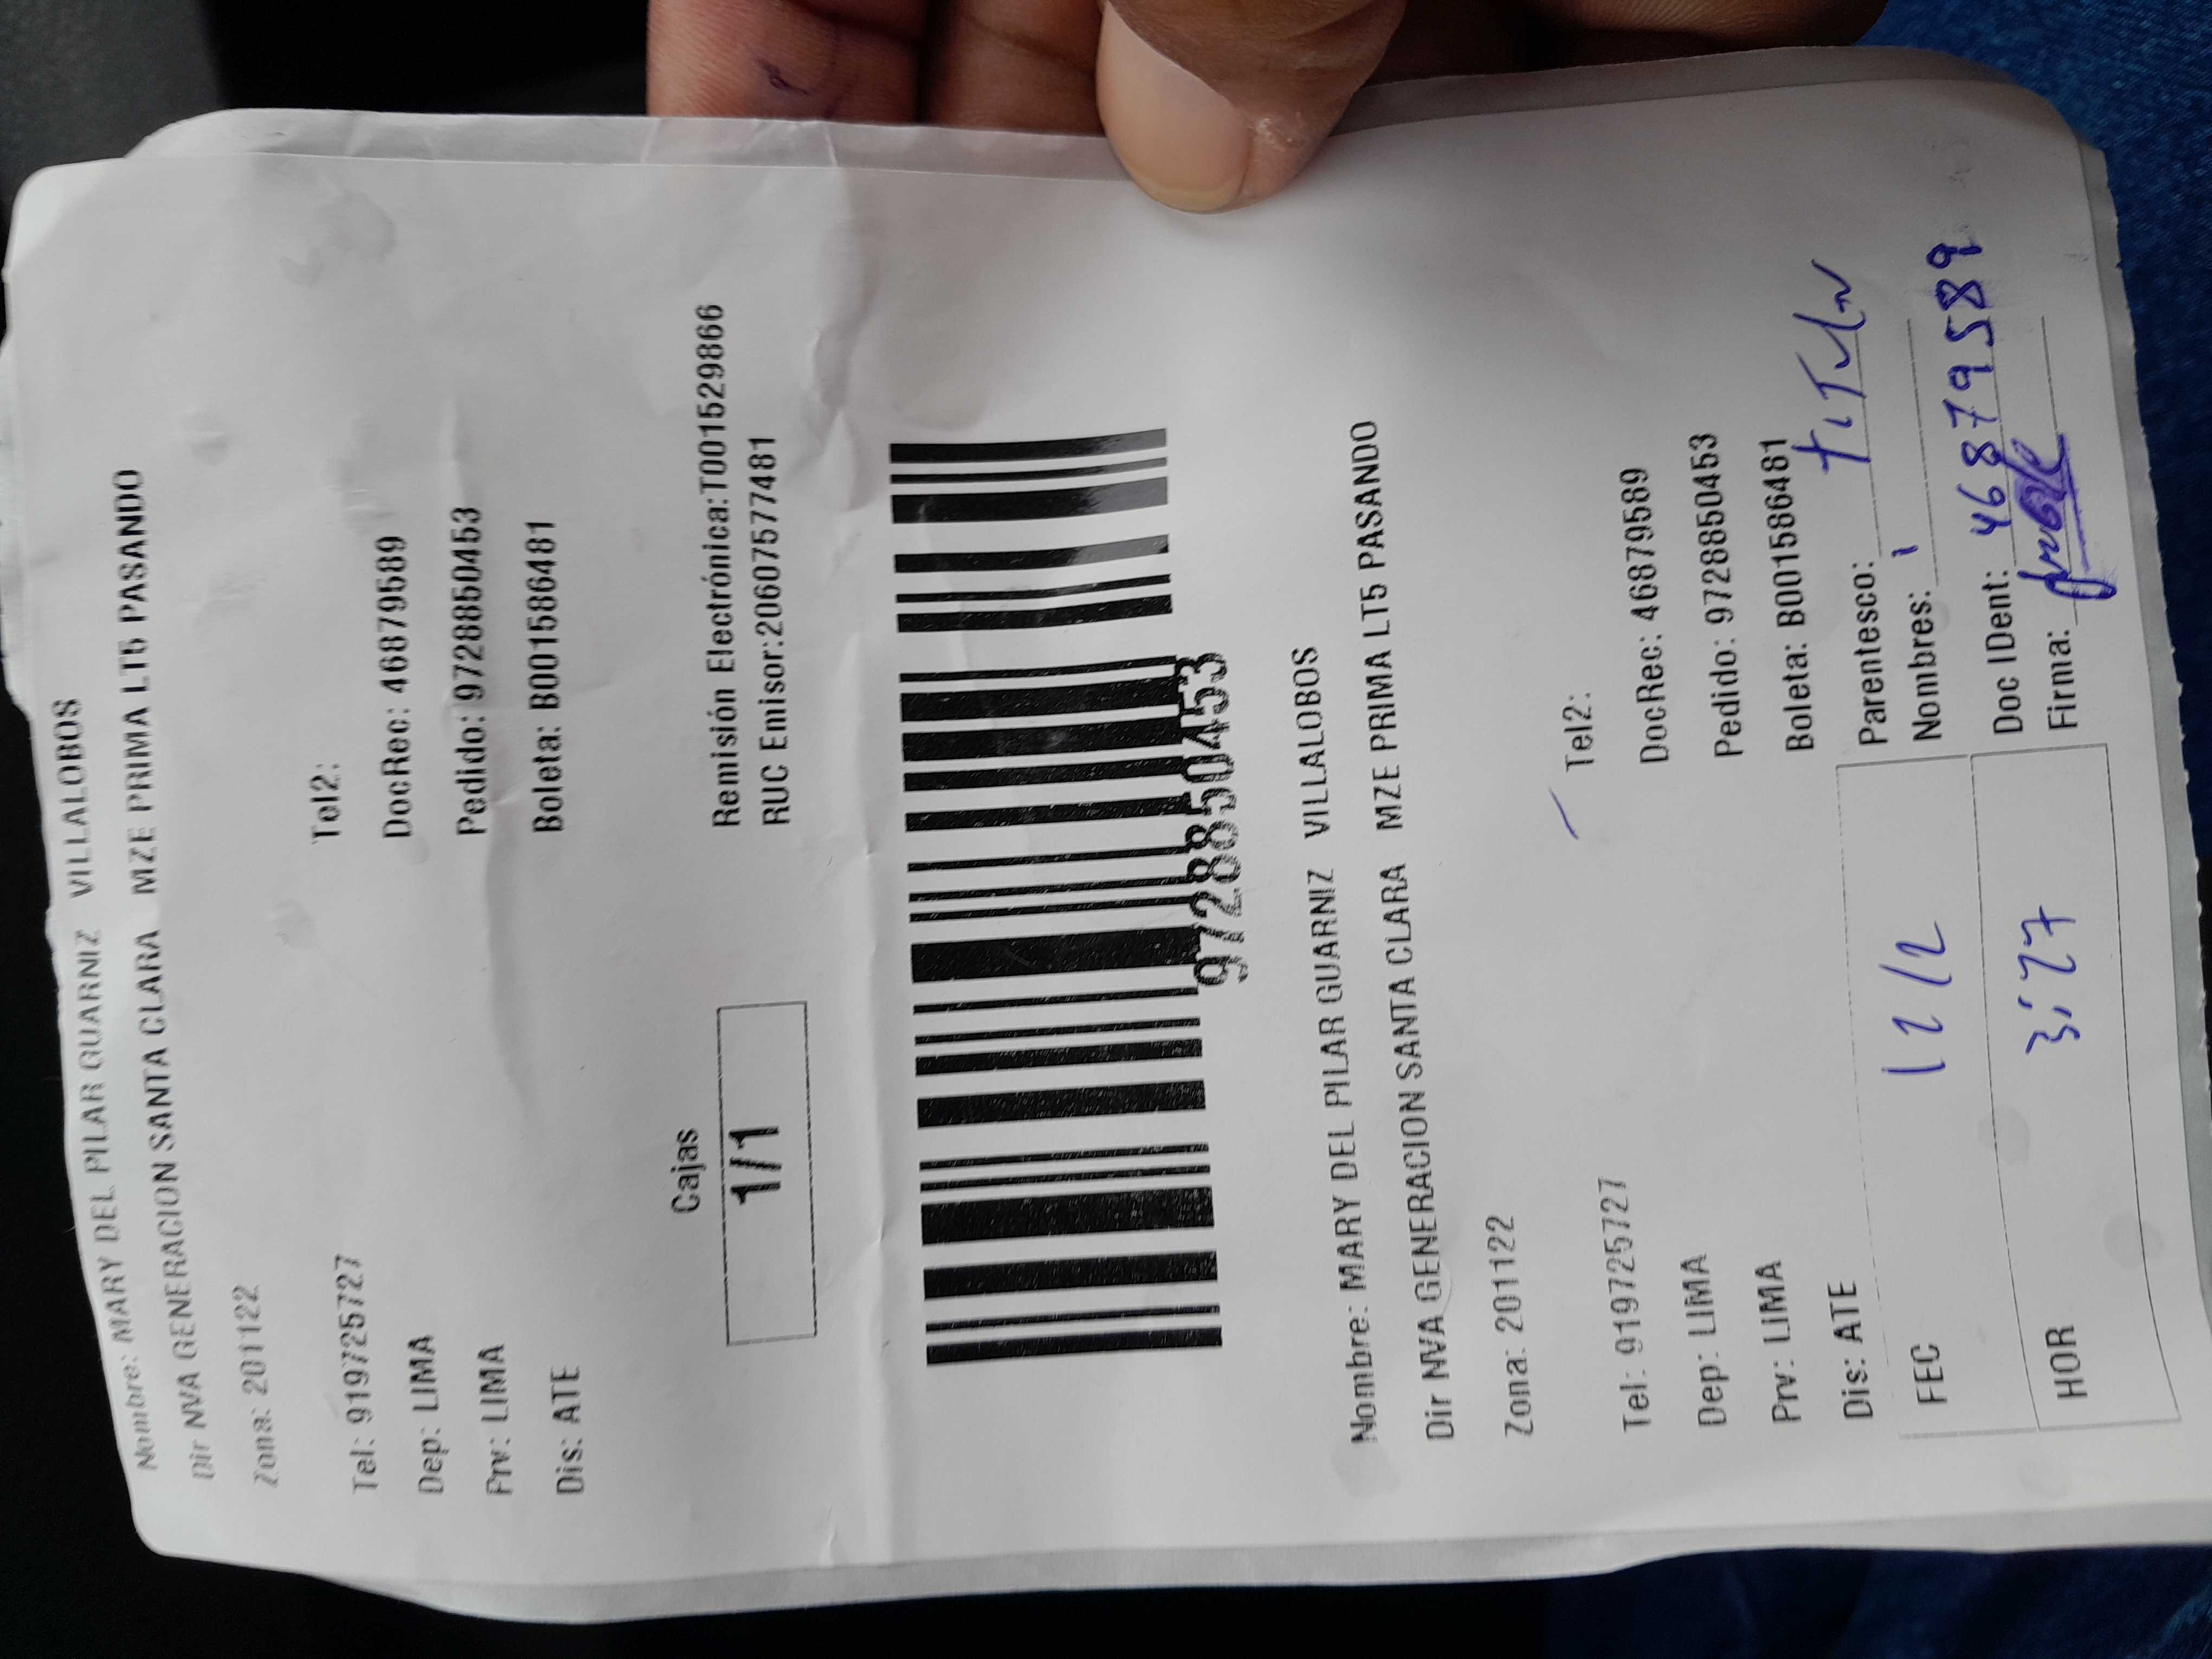 Nombre: MARY DEL PILAR GUARNIZ VILLALOBOS
Dir NVA GENERACION SANTA CLARA MZE PRIMA LT5 PASANDO
Zona: 201122
Tel: 919725727 Tel2:
Dep: LIMA DocRec: 46879589
Prv: LIMA Pedido: 9728850453
Dis: ATE Boleta: B001586481
Cajas
1/1
Remisión Electrónica:T001529866
RUC Emisor:20607577481
9728850453
Nombre: MARY DEL PILAR GUARNIZ VILLALOBOS
Dir NVA GENERACION SANTA CLARA MZE PRIMA LT5 PASANDO
Zona: 201122
Tel: 919725727 Tel2:
Dep: LIMA DocRec: 46879589
Prv: LIMA Pedido: 9728850453
Dis: ATE Boleta: B001586481
FEC 12/2 Parentesco: titular
Nombres:
HOR 3:27 Doc IDent: 46879589
Firma: